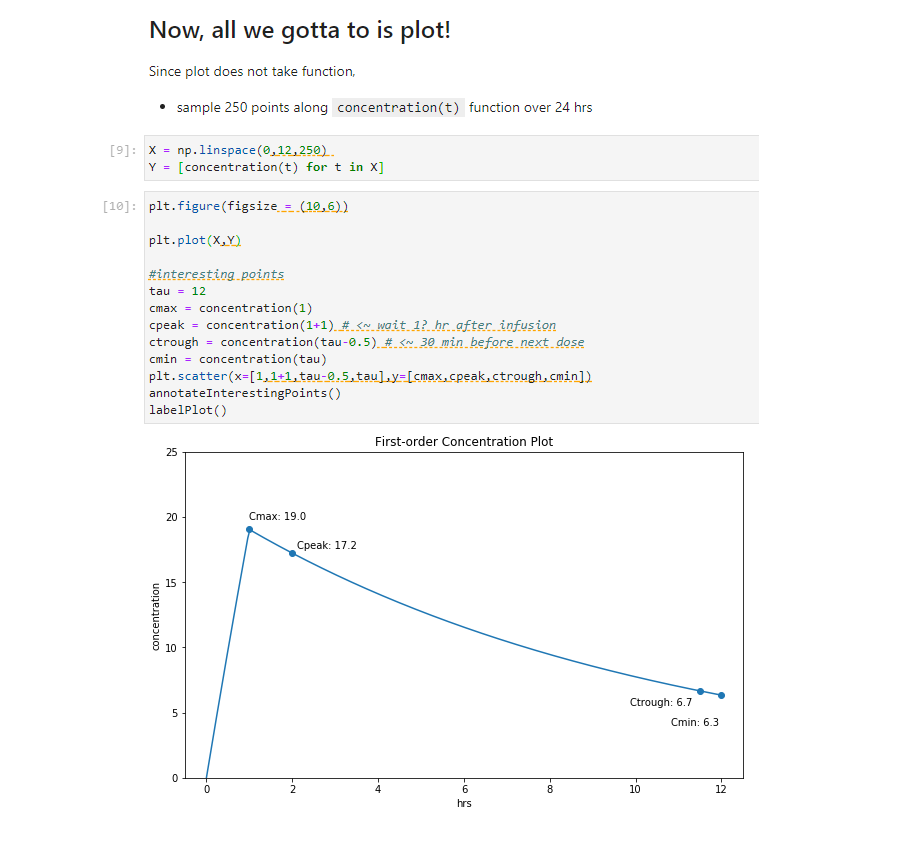 Now, all we gotta to is plot!
Since plot does not take function,
• sample 250 points along concentration(t) function over 24 hrs
[9]: X = np.linspace(0,12,250)
Y = [concentration(t) for t in X]
[10]: plt.figure(figsize = (10,6))
plt.plot(X,Y)
#interesting points
tau = 12
cmax = concentration(1)
cpeak = concentration(1+1) # <~ wait 1? hr after infusion
ctrough = concentration(tau-0.5) # <~ 30 min before next dose
cmin = concentration(tau)
plt.scatter(x=[1,1+1,tau-0.5,tau],y=[cmax,cpeak,ctrough,cmin])
annotateInterestingPoints()
labelPlot()
First-order Concentration Plot
25
20
15
10
5
0
concentration
Cmax: 19.0
Cpeak: 17.2
Ctrough: 6.7
Cmin: 6.3
0 2 4 6 8 10 12
hrs